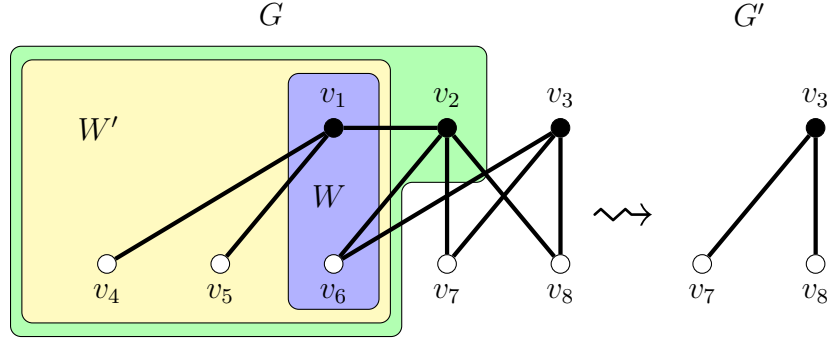 G G′
v₁ v₂ v₃ v₃
W′
W
v₄ v₅ v₆ v₇ v₈ v₇ v₈